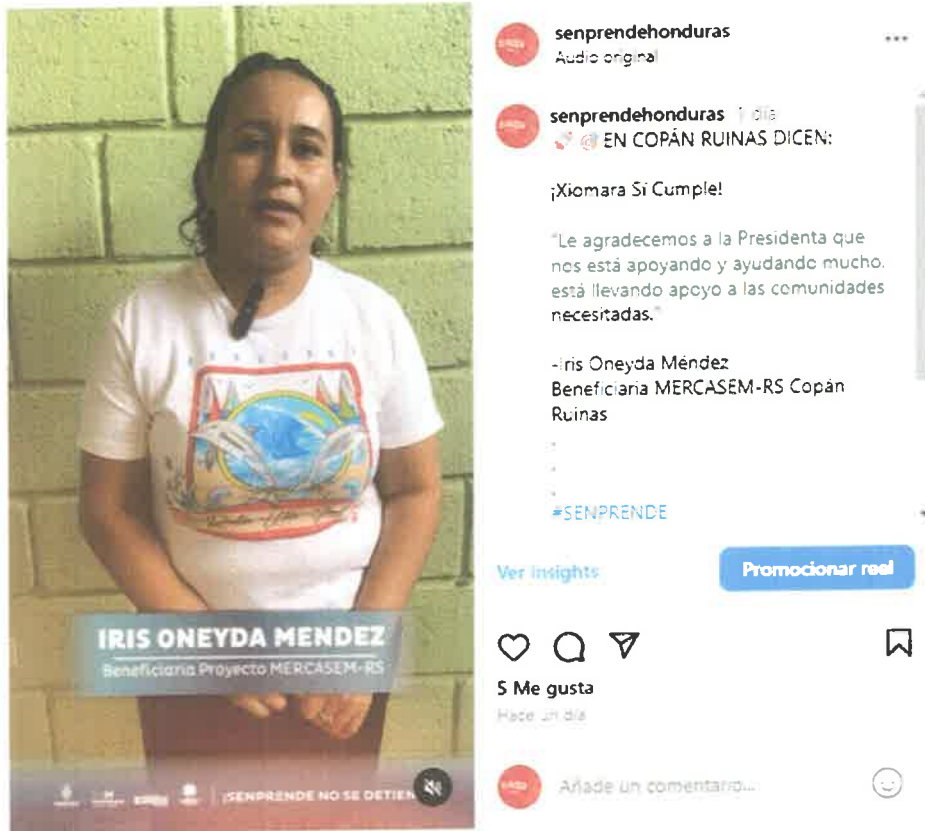 senprendehonduras
Audio original
senprendehonduras 1 día
EN COPÁN RUINAS DICEN:
¡Xiomara Sí Cumple!
"Le agradecemos a la Presidenta que
nos está apoyando y ayudando mucho,
está llevando apoyo a las comunidades
necesitadas."
-Iris Oneyda Méndez
Beneficiaria MERCASEM-RS Copán
Ruinas
.
.
.
#SENPRENDE
Ver insights
Promocionar reel
5 Me gusta
Hace un día
Añade un comentario...
IRIS ONEYDA MENDEZ
Beneficiaria Proyecto MERCASEM-RS
¡SENPRENDE NO SE DETIEN